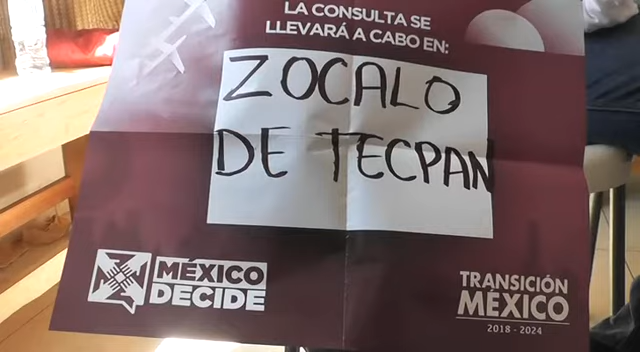 LA CONSULTA SE
LLEVARÁ A CABO EN:
ZOCALO
DE TECPAN
MÉXICO
DECIDE
TRANSICIÓN
MÉXICO
2018 - 2024